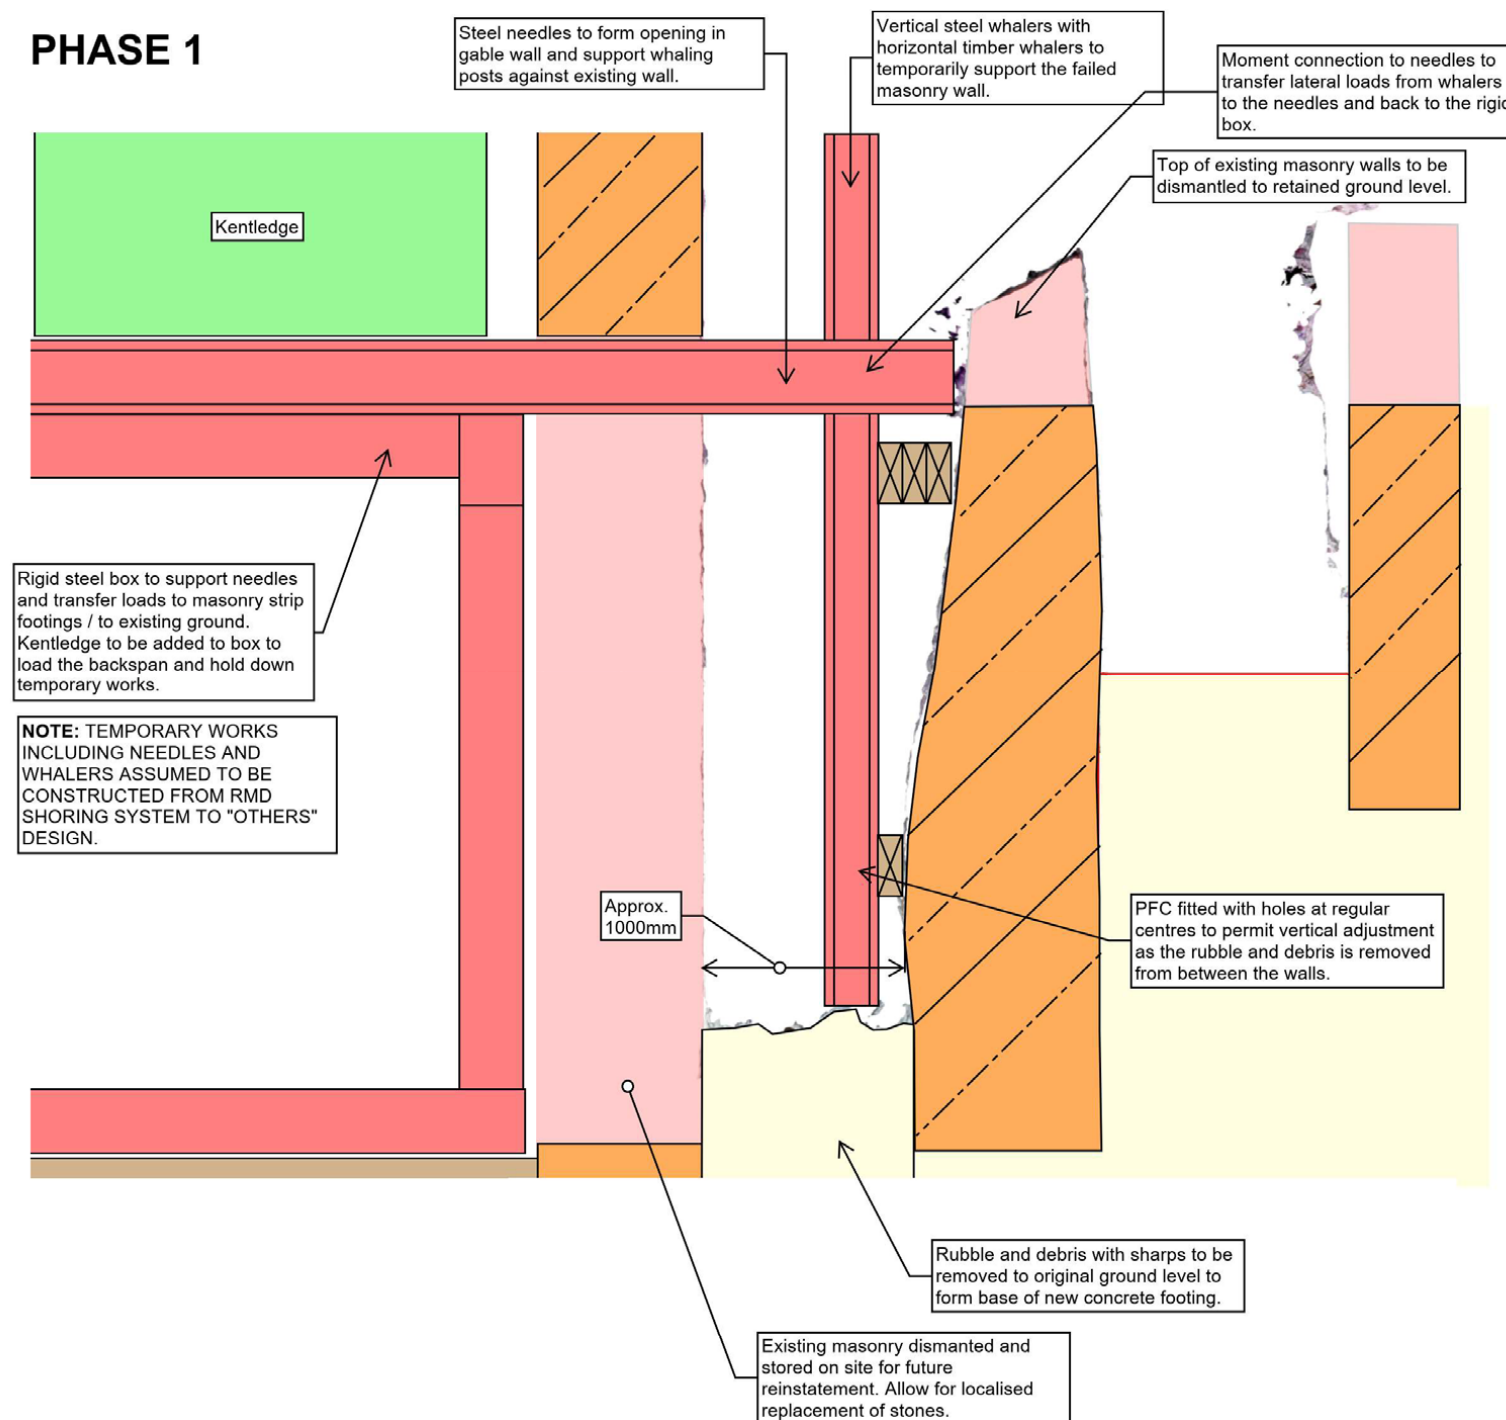 PHASE 1
Steel needles to form opening in
gable wall and support whaling
posts against existing wall.
Vertical steel whalers with
horizontal timber whalers to
temporarily support the failed
masonry wall.
Moment connection to needles to
transfer lateral loads from whalers
to the needles and back to the rigid
box.
Top of existing masonry walls to be
dismantled to retained ground level.
Kentledge
Rigid steel box to support needles
and transfer loads to masonry strip
footings / to existing ground.
Kentledge to be added to box to
load the backspan and hold down
temporary works.
NOTE: TEMPORARY WORKS
INCLUDING NEEDLES AND
WHALERS ASSUMED TO BE
CONSTRUCTED FROM RMD
SHORING SYSTEM TO "OTHERS"
DESIGN.
Approx.
1000mm
PFC fitted with holes at regular
centres to permit vertical adjustment
as the rubble and debris is removed
from between the walls.
Rubble and debris with sharps to be
removed to original ground level to
form base of new concrete footing.
Existing masonry dismanted and
stored on site for future
reinstatement. Allow for localised
replacement of stones.